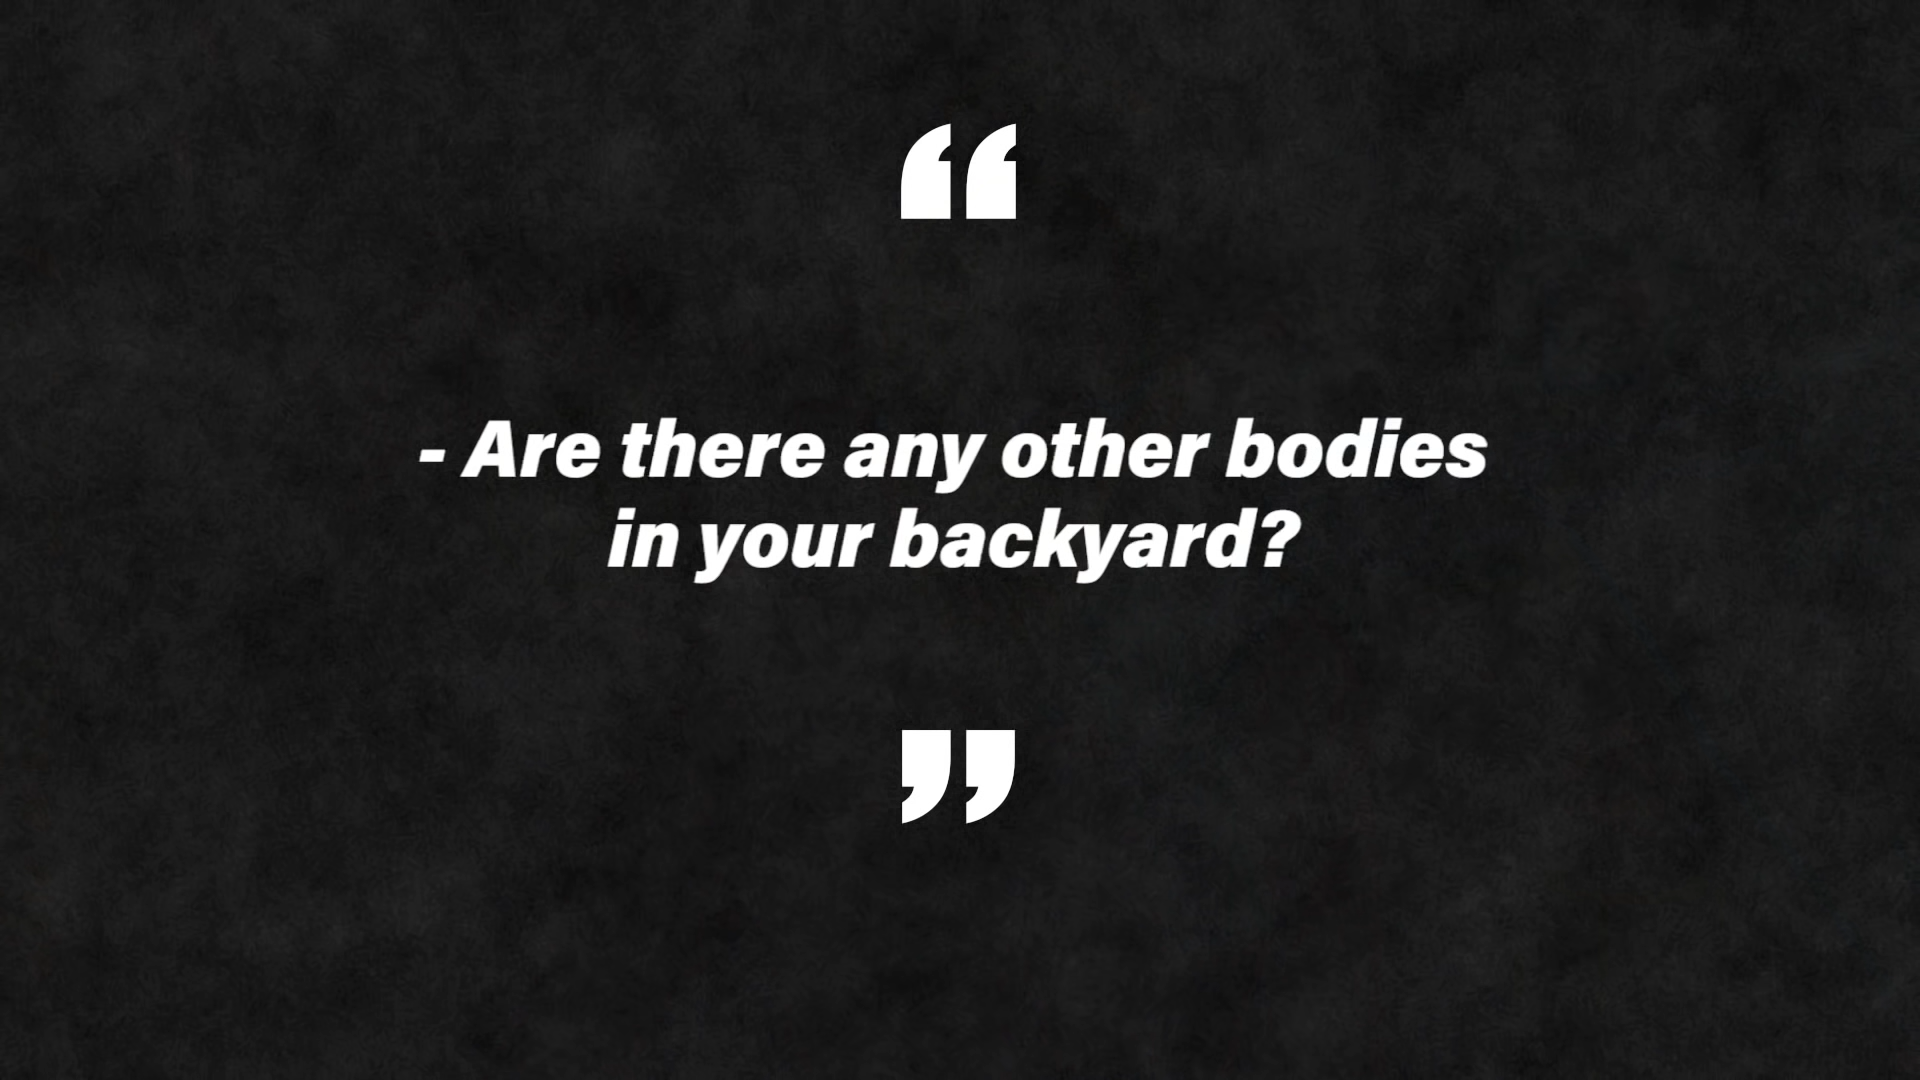 “
- Are there any other bodies
in your backyard?
”